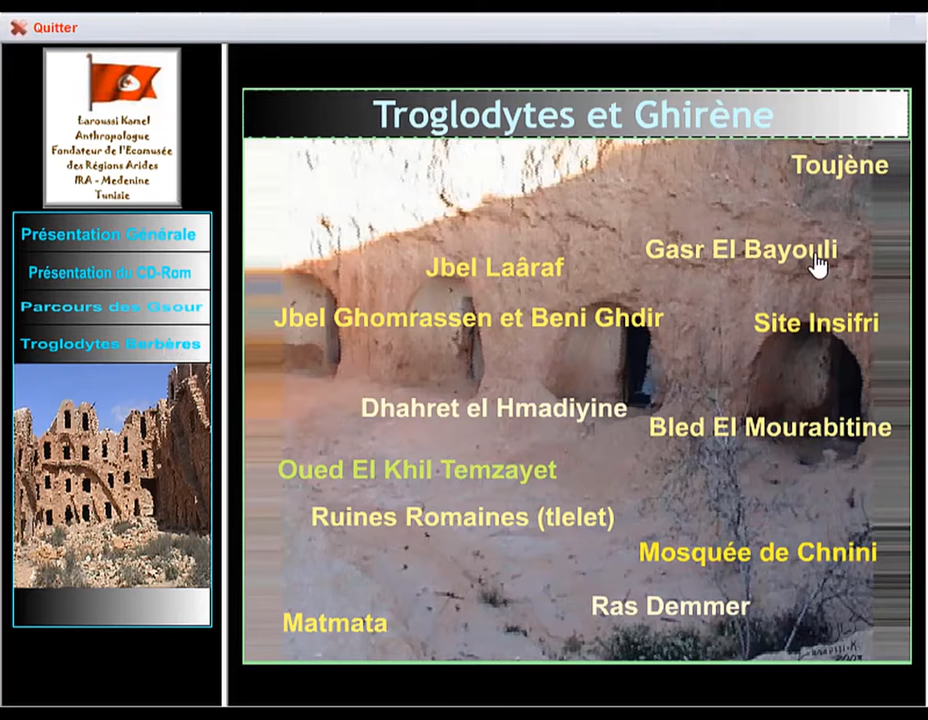 Quitter
Laroussi Kamel
Anthropologue
Fondateur de l'Ecomusée
des Régions Arides
IRA - Medenine
Tunisie
Présentation Générale
Présentation du CD-Rom
Parcours des Gsour
Troglodytes Berbères
Troglodytes et Ghirène
Toujène
Gasr El Bayouli
Jbel Laâraf
Jbel Ghomrassen et Beni Ghdir
Site Insifri
Dhahret el Hmadiyine
Bled El Mourabitine
Oued El Khil Temzayet
Ruines Romaines (tlelet)
Mosquée de Chnini
Ras Demmer
Matmata